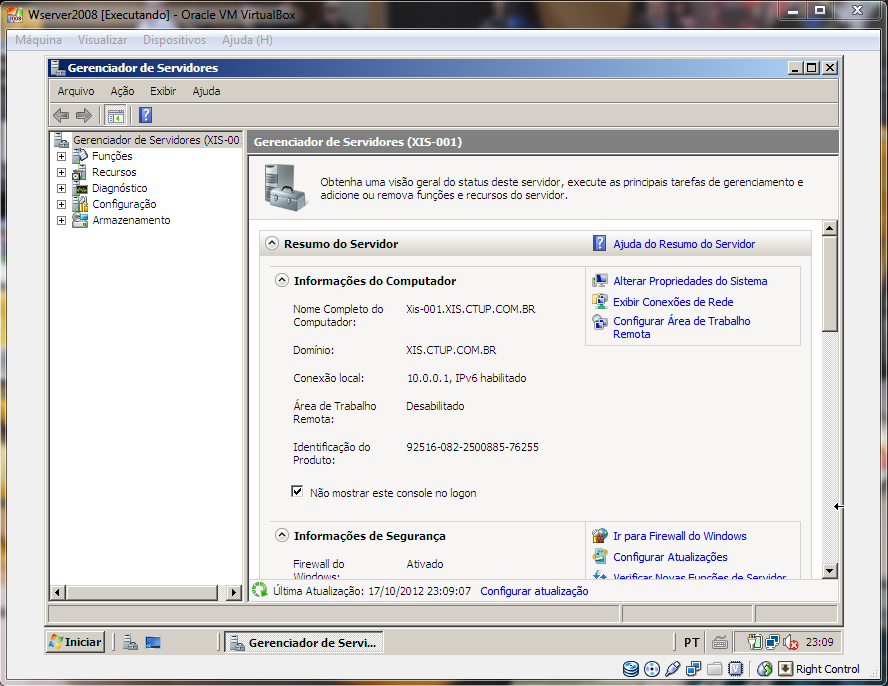 Wserver2008 [Executando] - Oracle VM VirtualBox
Máquina Visualizar Dispositivos Ajuda (H)
Gerenciador de Servidores
Arquivo Ação Exibir Ajuda
Gerenciador de Servidores (XIS-00
Funções
Recursos
Diagnóstico
Configuração
Armazenamento
Gerenciador de Servidores (XIS-001)
Obtenha uma visão geral do status deste servidor, execute as principais tarefas de gerenciamento e
adicione ou remova funções e recursos do servidor.
Resumo do Servidor
Ajuda do Resumo do Servidor
Informações do Computador
Nome Completo do
Computador:
Xis-001.XIS.CTUP.COM.BR
Domínio:
XIS.CTUP.COM.BR
Conexão local:
10.0.0.1, IPv6 habilitado
Área de Trabalho
Remota:
Desabilitado
Identificação do
Produto:
92516-082-2500885-76255
Não mostrar este console no logon
Alterar Propriedades do Sistema
Exibir Conexões de Rede
Configurar Área de Trabalho
Remota
Informações de Segurança
Firewall do
Windows:
Ativado
Ir para Firewall do Windows
Configurar Atualizações
Verificar Novas Funções de Servidor
Última Atualização: 17/10/2012 23:09:07 Configurar atualização
Iniciar
Gerenciador de Servi...
PT
23:09
Right Control